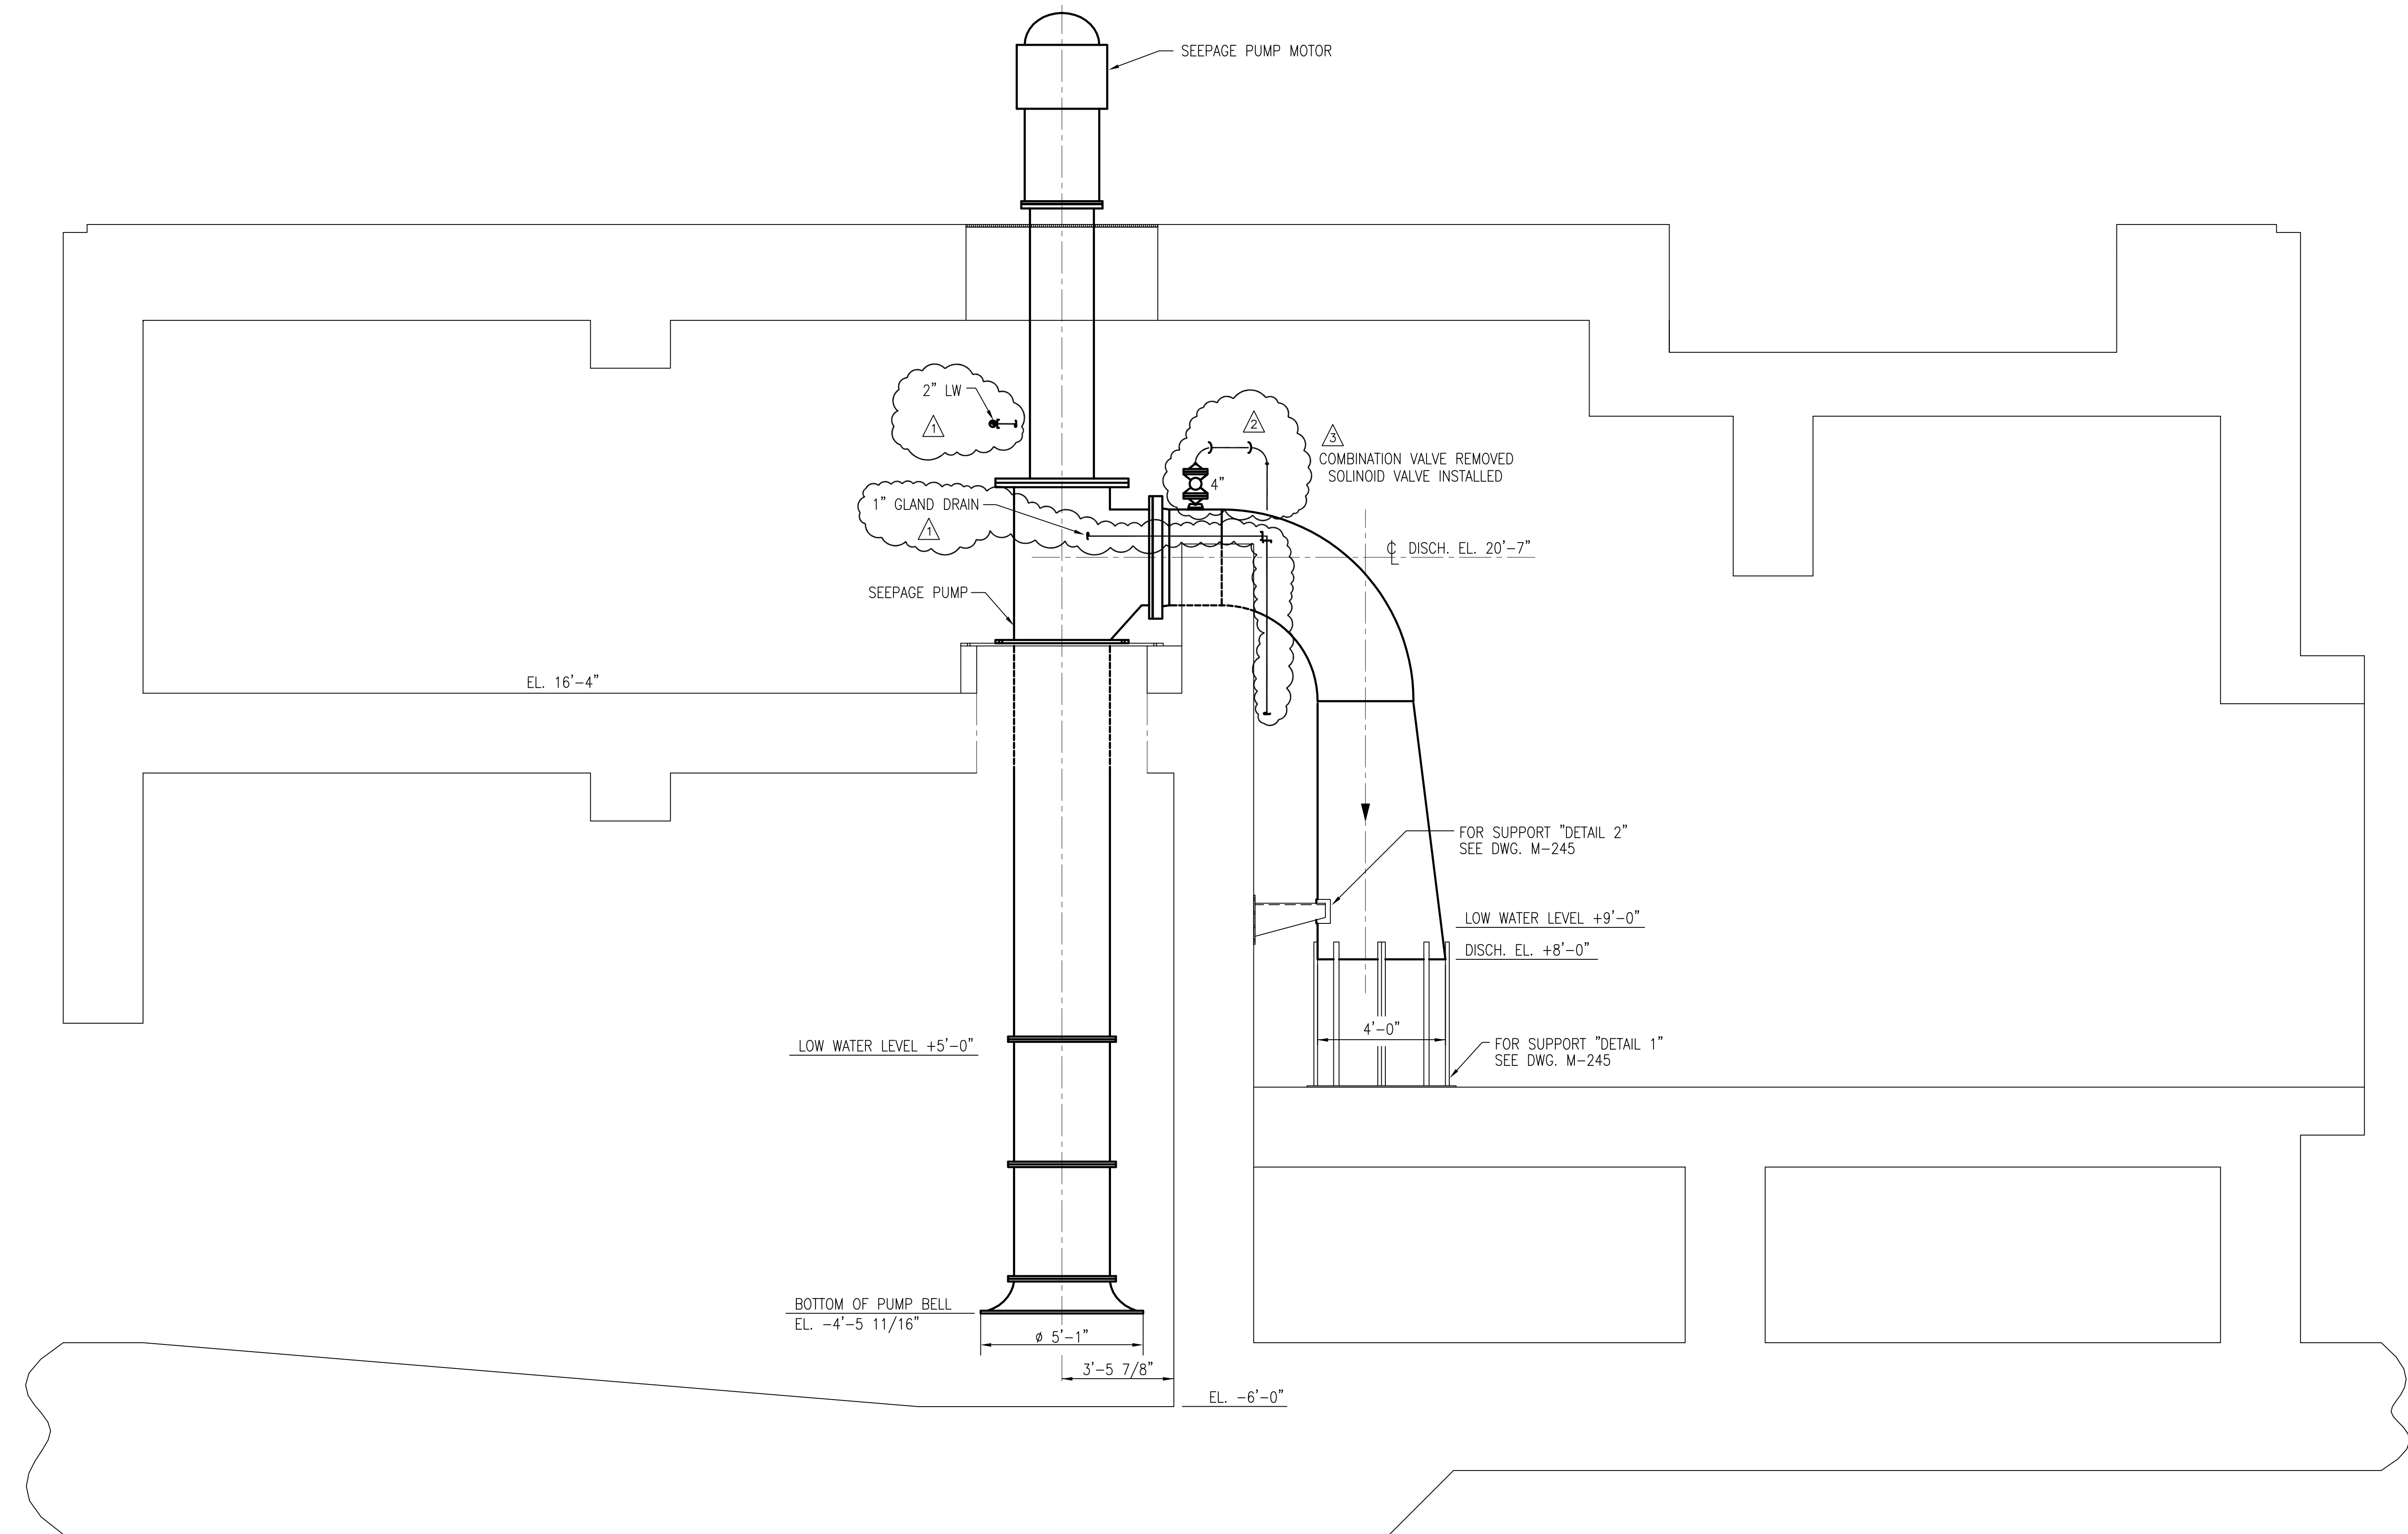 SEEPAGE PUMP MOTOR
2" LW
1
2
3
COMBINATION VALVE REMOVED
SOLINOID VALVE INSTALLED
4"
1" GLAND DRAIN
1
℄ DISCH. EL. 20'-7"
SEEPAGE PUMP
EL. 16'-4"
FOR SUPPORT "DETAIL 2"
SEE DWG. M-245
LOW WATER LEVEL +9'-0"
DISCH. EL. +8'-0"
4'-0"
LOW WATER LEVEL +5'-0"
FOR SUPPORT "DETAIL 1"
SEE DWG. M-245
BOTTOM OF PUMP BELL
EL. -4'-5 11/16"
ø 5'-1"
3'-5 7/8"
EL. -6'-0"